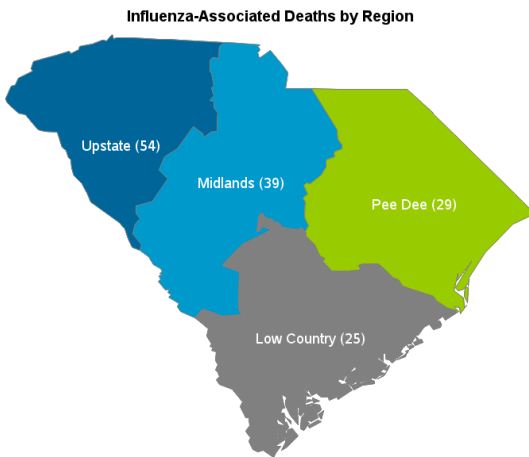 Influenza-Associated Deaths by Region
Upstate (54)
Midlands (39)
Pee Dee (29)
Low Country (25)